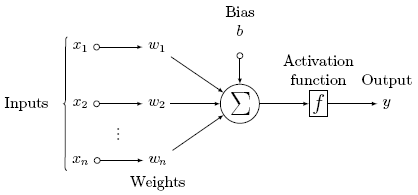 Bias
b
Activation
function
Output
Inputs
x₁ w₁
x₂ w₂
⋮
xₙ wₙ
∑
f
y
Weights